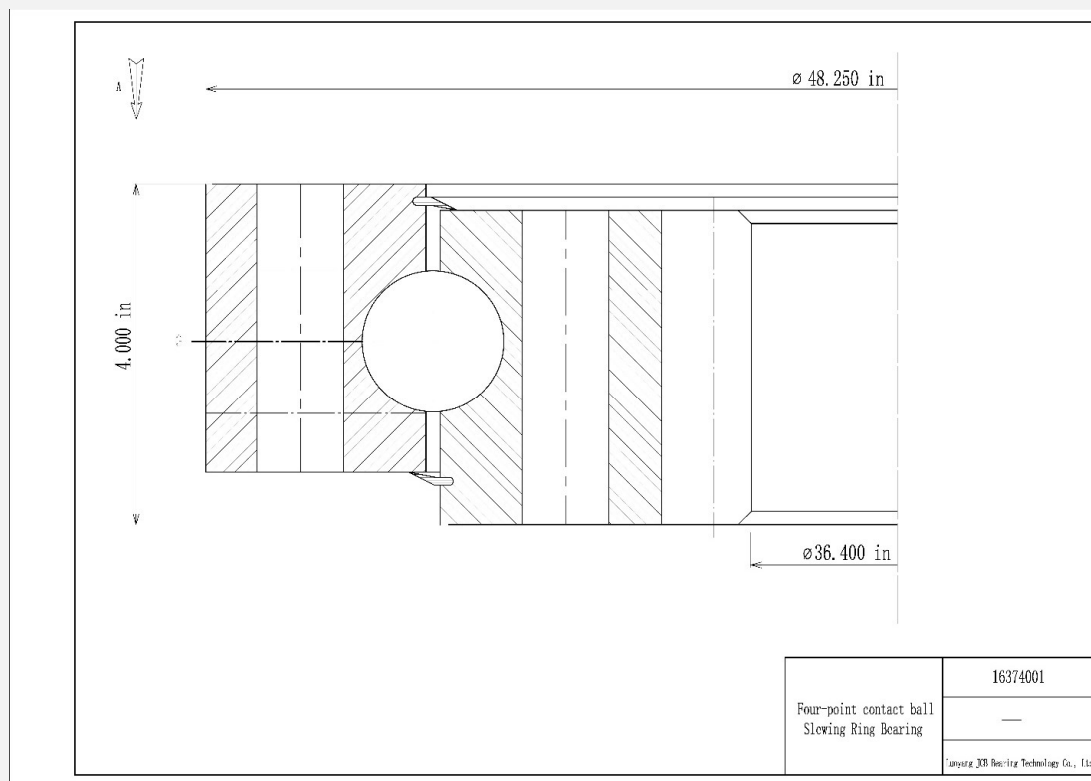 A
ø 48.250 in
4.000 in
ø36.400 in
Four-point contact ball
Slewing Ring Bearing
16374001
—
Luoyang JCB Bearing Technology Co., Lt